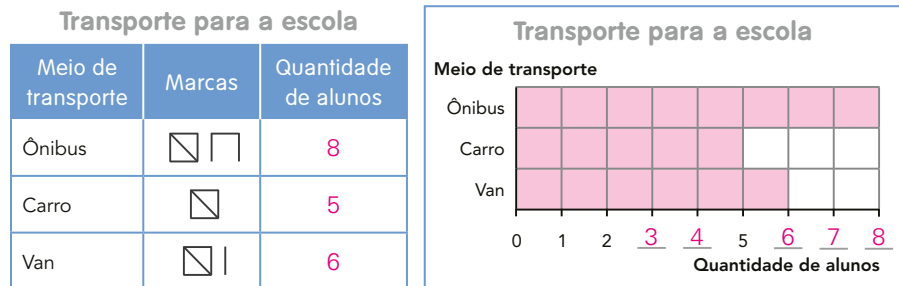 Transporte para a escola
Meio de transporte
Marcas
Quantidade de alunos
Ônibus
8
Carro
5
Van
6
Transporte para a escola
Meio de transporte
Ônibus
Carro
Van
0 1 2 3 4 5 6 7 8
Quantidade de alunos